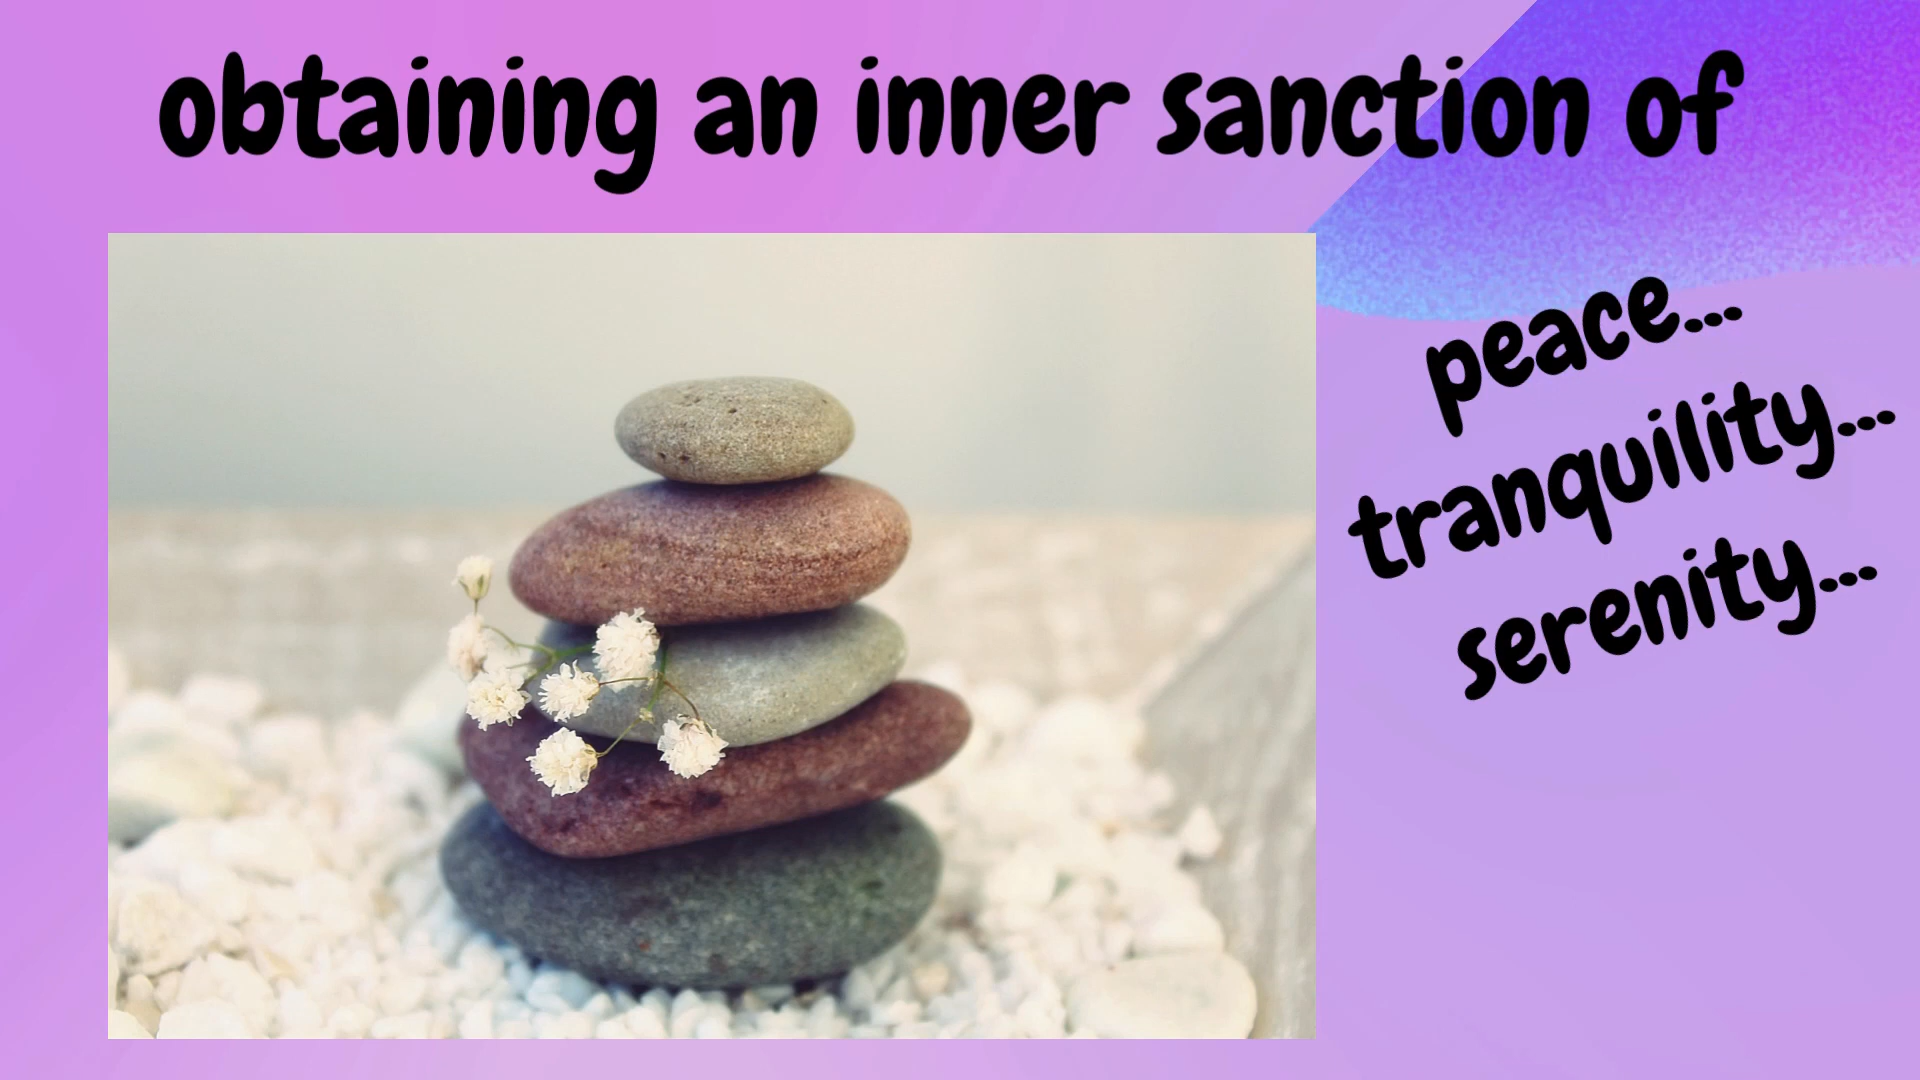 obtaining an inner sanction of
peace...
tranquility...
serenity...